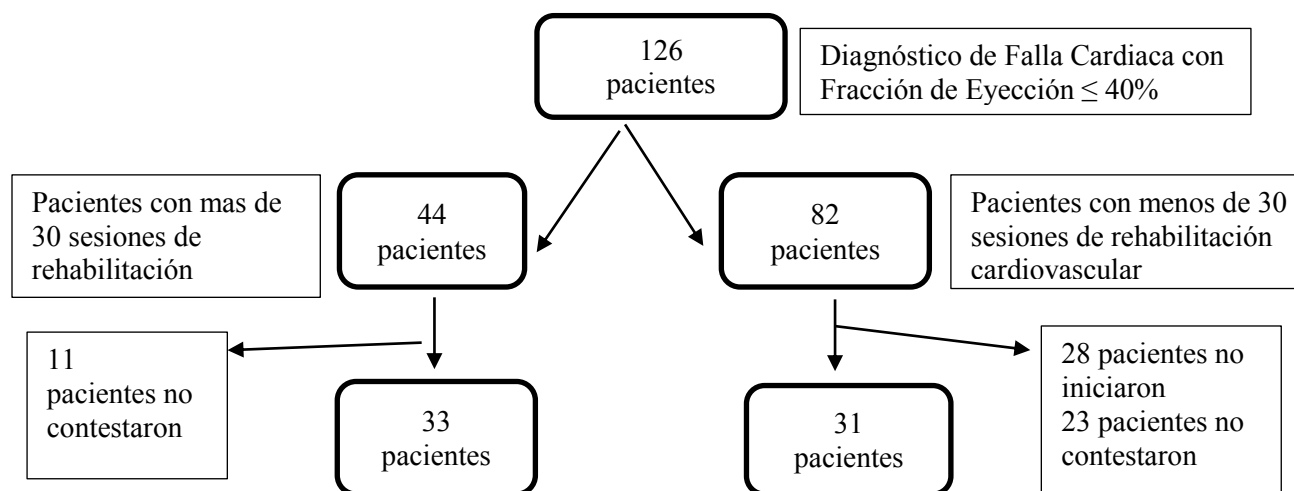 126
pacientes
Diagnóstico de Falla Cardiaca con
Fracción de Eyección ≤ 40%
Pacientes con mas de
30 sesiones de
rehabilitación
44
pacientes
82
pacientes
Pacientes con menos de 30
sesiones de rehabilitación
cardiovascular
11
pacientes no
contestaron
33
pacientes
31
pacientes
28 pacientes no
iniciaron
23 pacientes no
contestaron